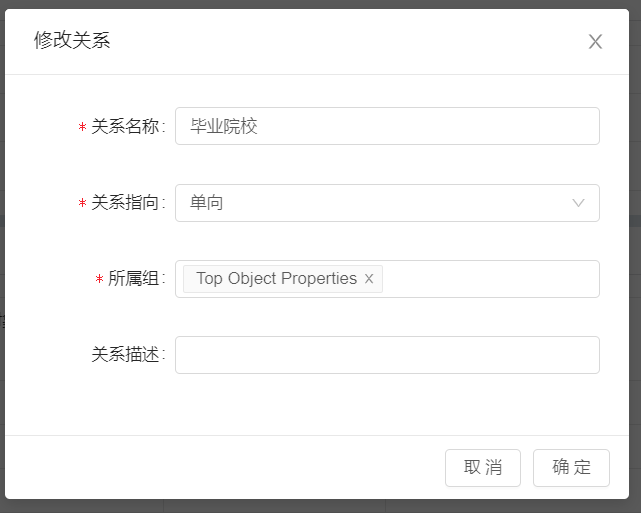 修改关系
* 关系名称: 毕业院校
* 关系指向: 单向
* 所属组: Top Object Properties
关系描述:
取 消 确 定